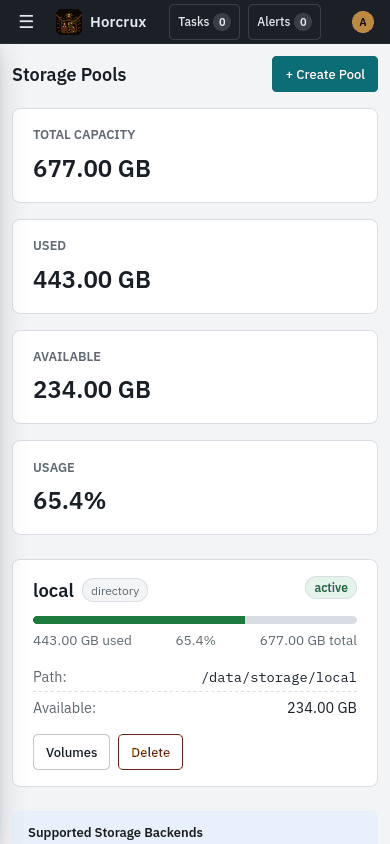 ☰ Horcrux Tasks 0 Alerts 0 A
Storage Pools + Create Pool
TOTAL CAPACITY
677.00 GB
USED
443.00 GB
AVAILABLE
234.00 GB
USAGE
65.4%
local directory active
443.00 GB used 65.4% 677.00 GB total
Path: /data/storage/local
Available: 234.00 GB
Volumes Delete
Supported Storage Backends